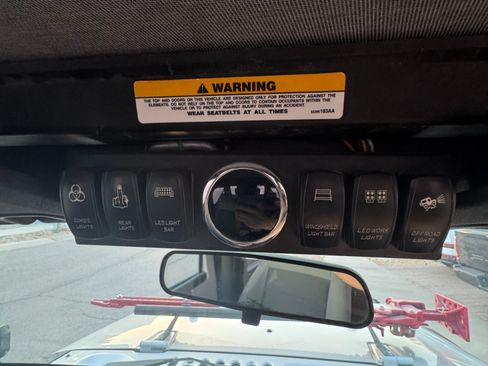 WARNING
THE TOP AND DOORS ON THIS VEHICLE ARE DESIGNED ONLY FOR PROTECTION AGAINST THE
ELEMENTS. DO NOT RELY ON THE TOP AND DOORS TO CONTAIN OCCUPANTS WITHIN THE
VEHICLE OR TO PROTECT AGAINST INJURY DURING AN ACCIDENT.
WEAR SEATBELTS AT ALL TIMES
ZOMBIE
LIGHTS
REAR
LIGHTS
LED LIGHT
BAR
WINDSHIELD
LIGHT BAR
LED WORK
LIGHTS
OFF ROAD
LIGHTS